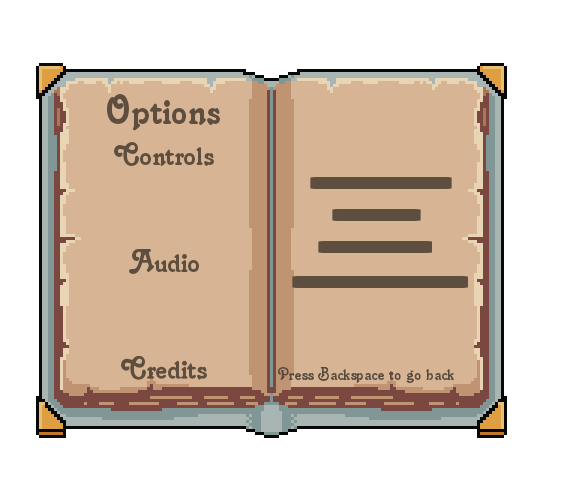 Options
Controls
Audio
Credits
Press Backspace to go back